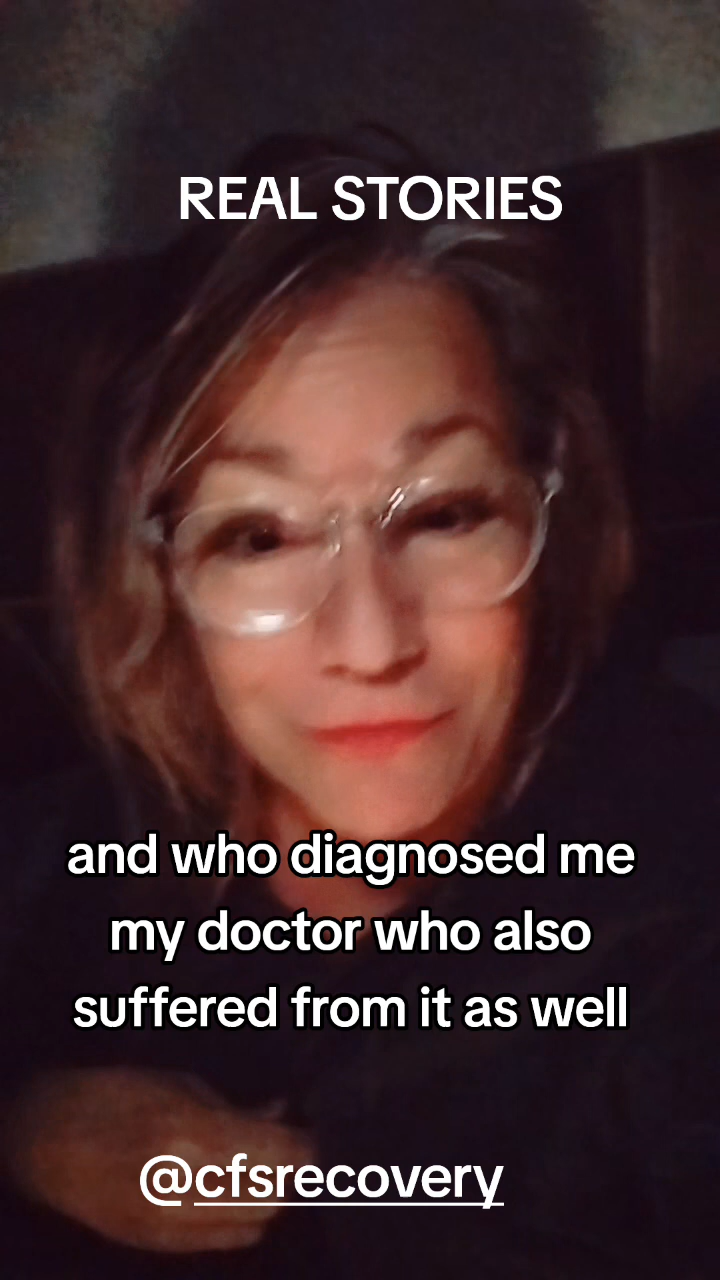 REAL STORIES
and who diagnosed me
my doctor who also
suffered from it as well
@cfsrecovery